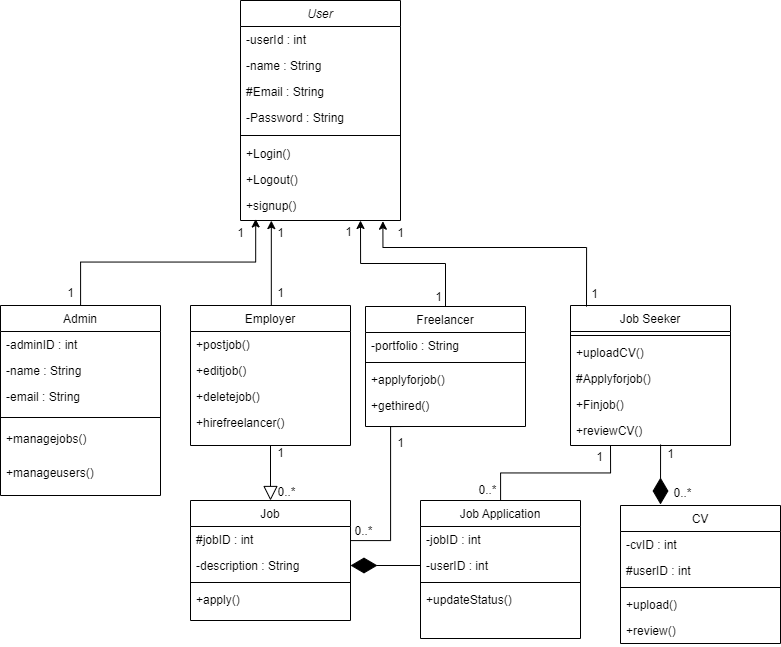 User
-userId : int
-name : String
#Email : String
-Password : String
+Login()
+Logout()
+signup()
1
1
1
1
1
1
1
1
Admin
-adminID : int
-name : String
-email : String
+managejobs()
+manageusers()
Employer
+postjob()
+editjob()
+deletejob()
+hirefreelancer()
Freelancer
-portfolio : String
+applyforjob()
+gethired()
Job Seeker
+uploadCV()
#Applyforjob()
+Finjob()
+reviewCV()
1
1
1
1
0..*
0..*
0..*
0..*
Job
#jobID : int
-description : String
+apply()
Job Application
-jobID : int
-userID : int
+updateStatus()
CV
-cvID : int
#userID : int
+upload()
+review()